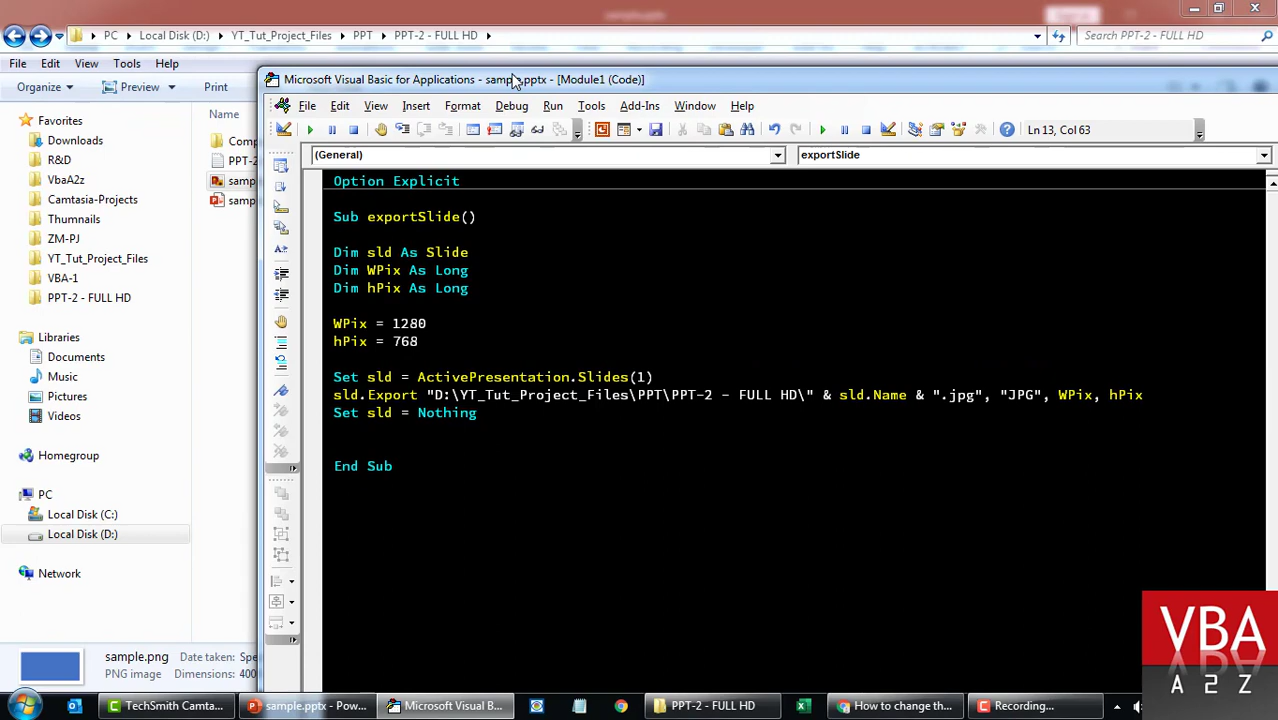 PC
Local Disk (D:)
YT_Tut_Project_Files
PPT
PPT-2 - FULL HD
Search PPT-2 - FULL HD
File Edit View Tools Help
Organize
Preview
Print
Favorites
Downloads
R&D
VbaA2z
Camtasia-Projects
Thumnails
ZM-PJ
YT_Tut_Project_Files
VBA-1
PPT-2 - FULL HD
Libraries
Documents
Music
Pictures
Videos
Homegroup
PC
Local Disk (C:)
Local Disk (D:)
Network
Comp
PPT-2
samp
samp
Microsoft Visual Basic for Applications - sample.pptx - [Module1 (Code)]
File Edit View Insert Format Debug Run Tools Add-Ins Window Help
Ln 13, Col 63
(General)
exportSlide
Option Explicit
Sub exportSlide()
Dim sld As Slide
Dim WPix As Long
Dim hPix As Long
WPix = 1280
hPix = 768
Set sld = ActivePresentation.Slides(1)
sld.Export "D:\YT_Tut_Project_Files\PPT\PPT-2 - FULL HD\" & sld.Name & ".jpg", "JPG", WPix, hPix
Set sld = Nothing
End Sub
sample.png Date taken: Spe
PNG image Dimensions: 400
VBA
A 2 Z
TechSmith Camta...
sample.pptx - Pow...
Microsoft Visual B...
PPT-2 - FULL HD
How to change th...
Recording...